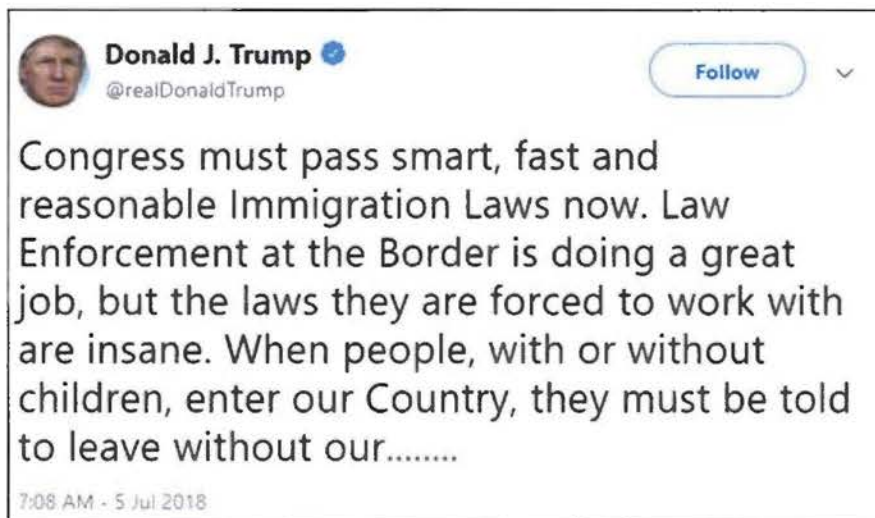 Donald J. Trump
@realDonaldTrump
Follow
Congress must pass smart, fast and
reasonable Immigration Laws now. Law
Enforcement at the Border is doing a great
job, but the laws they are forced to work with
are insane. When people, with or without
children, enter our Country, they must be told
to leave without our........
7:08 AM - 5 Jul 2018